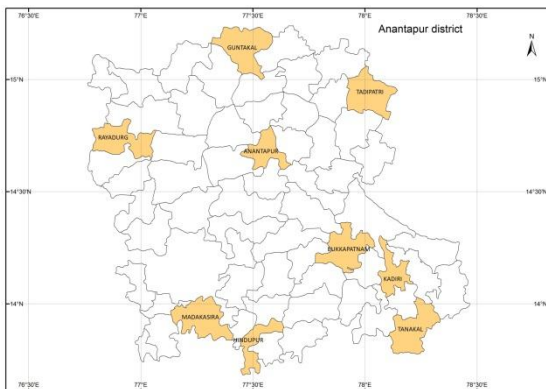 76°30'E 77°E 77°30'E 78°E 78°30'E
Anantapur district
N
GUNTAKAL
15°N 15°N
TADIPATRI
RAYADURG
ANANTAPUR
14°30'N 14°30'N
BUKKAPATNAM
KADIRI
14°N 14°N
MADAKASIRA
TANAKAL
HINDUPUR
76°30'E 77°E 77°30'E 78°E 78°30'E